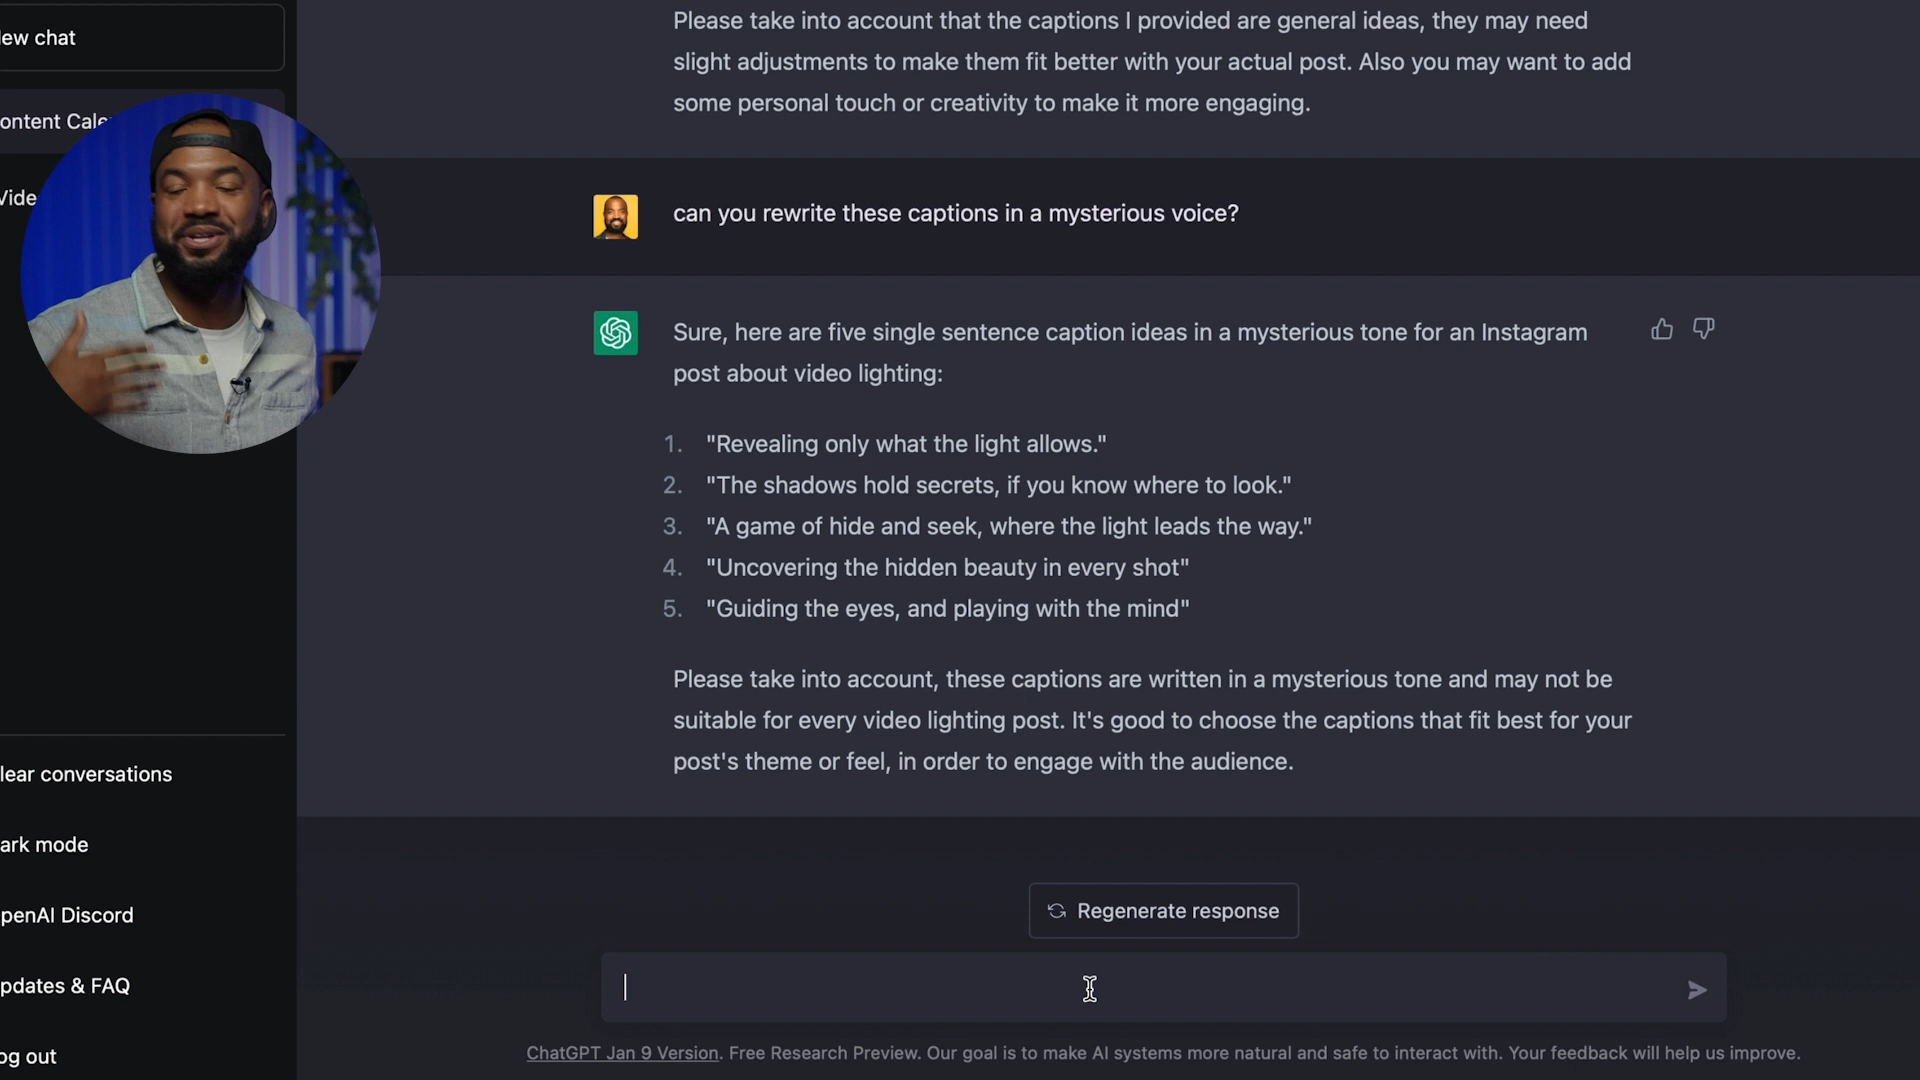 ew chat
ontent Cale
Vide
Please take into account that the captions I provided are general ideas, they may need
slight adjustments to make them fit better with your actual post. Also you may want to add
some personal touch or creativity to make it more engaging.
can you rewrite these captions in a mysterious voice?
Sure, here are five single sentence caption ideas in a mysterious tone for an Instagram
post about video lighting:
1. "Revealing only what the light allows."
2. "The shadows hold secrets, if you know where to look."
3. "A game of hide and seek, where the light leads the way."
4. "Uncovering the hidden beauty in every shot"
5. "Guiding the eyes, and playing with the mind"
Please take into account, these captions are written in a mysterious tone and may not be
suitable for every video lighting post. It's good to choose the captions that fit best for your
post's theme or feel, in order to engage with the audience.
lear conversations
ark mode
penAI Discord
pdates & FAQ
og out
Regenerate response
ChatGPT Jan 9 Version. Free Research Preview. Our goal is to make AI systems more natural and safe to interact with. Your feedback will help us improve.